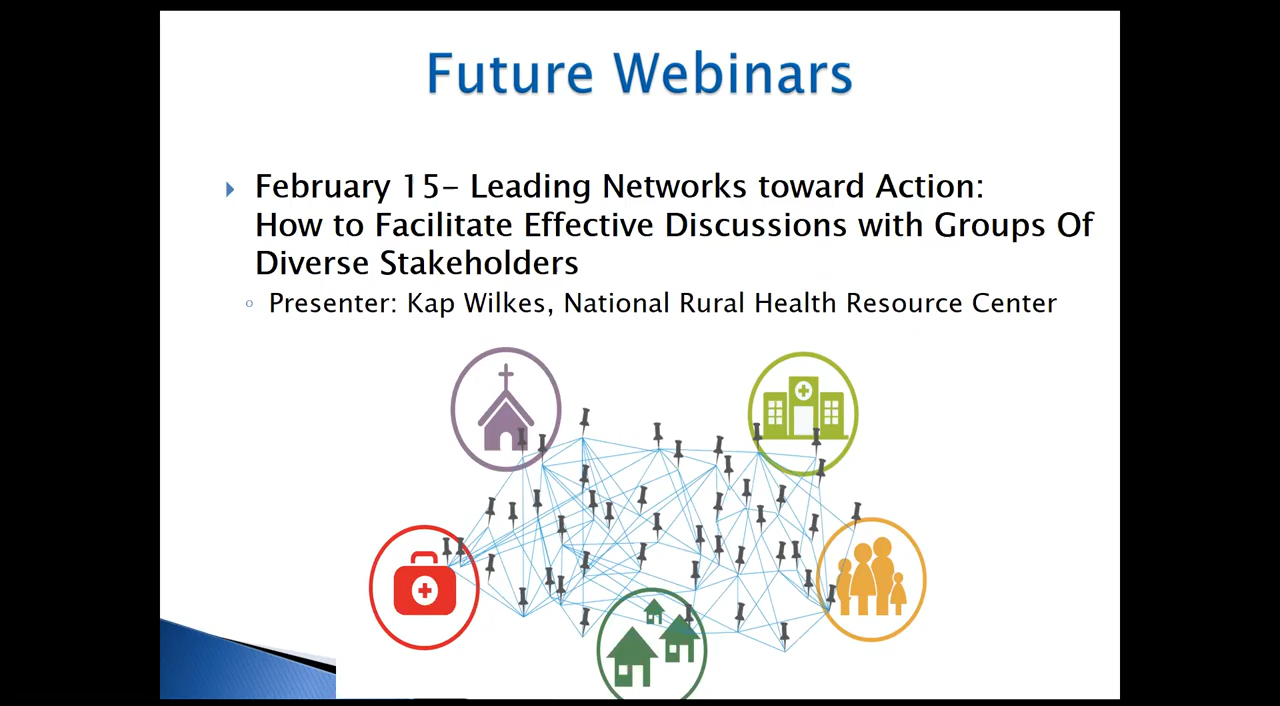 Future Webinars
February 15– Leading Networks toward Action:
How to Facilitate Effective Discussions with Groups Of
Diverse Stakeholders
Presenter: Kap Wilkes, National Rural Health Resource Center